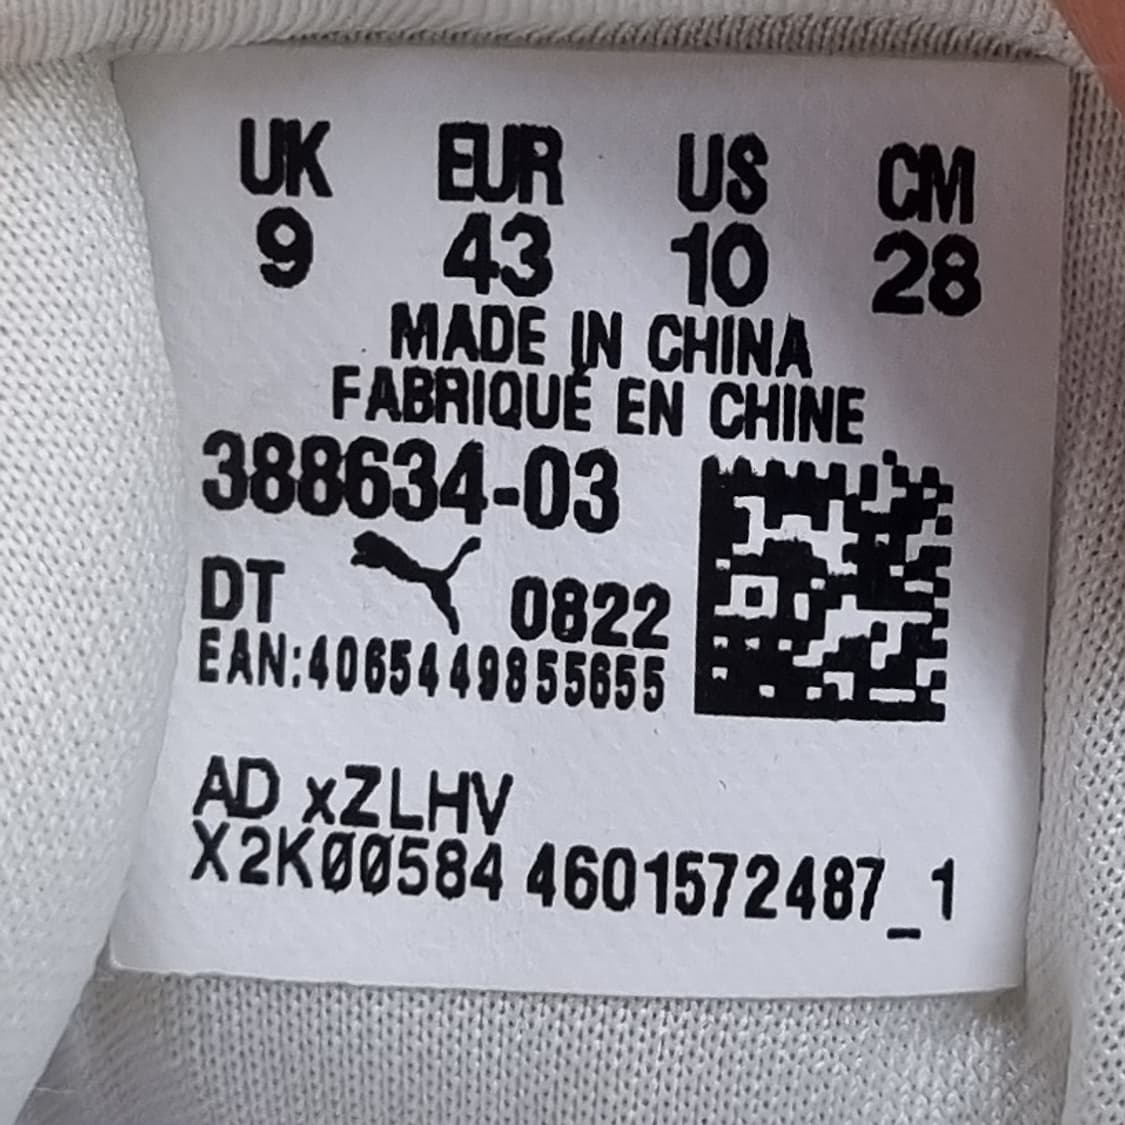 UK EUR US CM
9 43 10 28
MADE IN CHINA
FABRIQUÉ EN CHINE
388634-03
DT 0822
EAN:4065449855655
AD xZLHV
X2K00584 4601572487_1